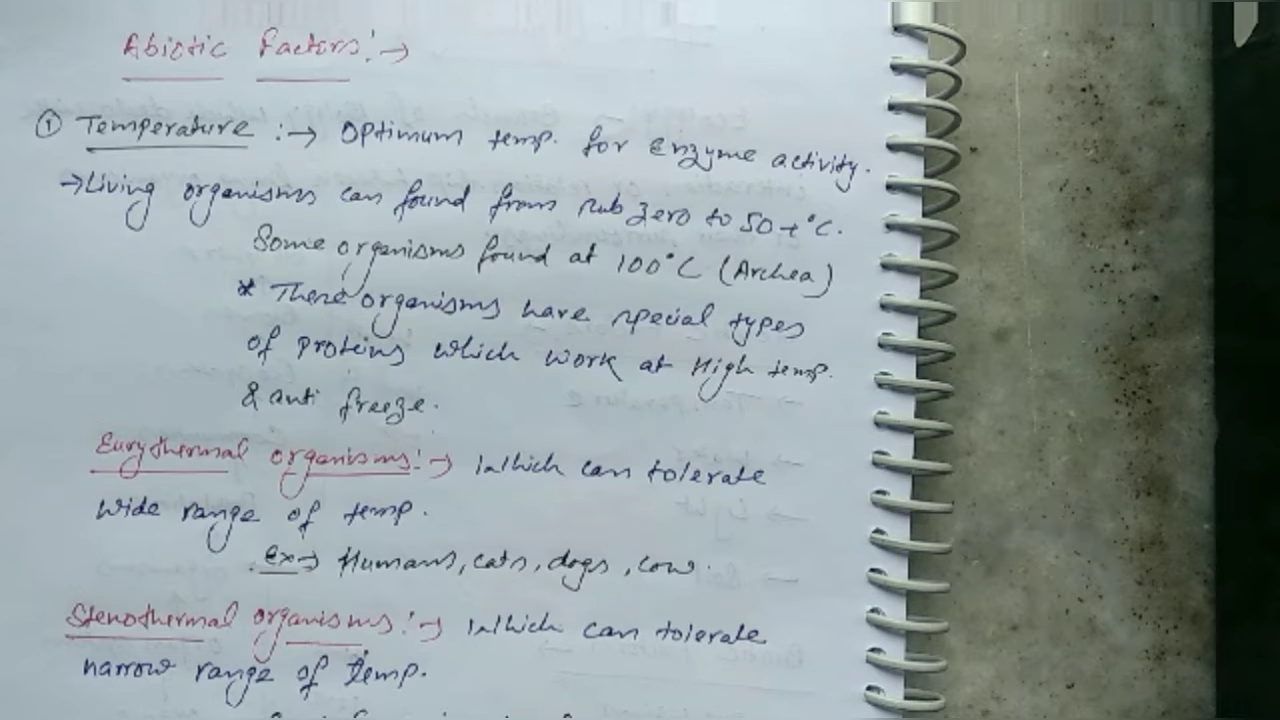 Abiotic Factors:→
① Temperature :→ Optimum temp. for Enzyme activity.
→Living organisms can found from sub zero to 50+°C.
Some organisms found at 100°C (Archea)
* These organisms have special types
of proteins which work at High temp.
& anti freeze.
Eurythermal organisms:→ Which can tolerate
wide range of temp.
Ex→ Humans, cats, dogs, cow.
Stenothermal organisms:→ Which can tolerate
narrow range of temp.